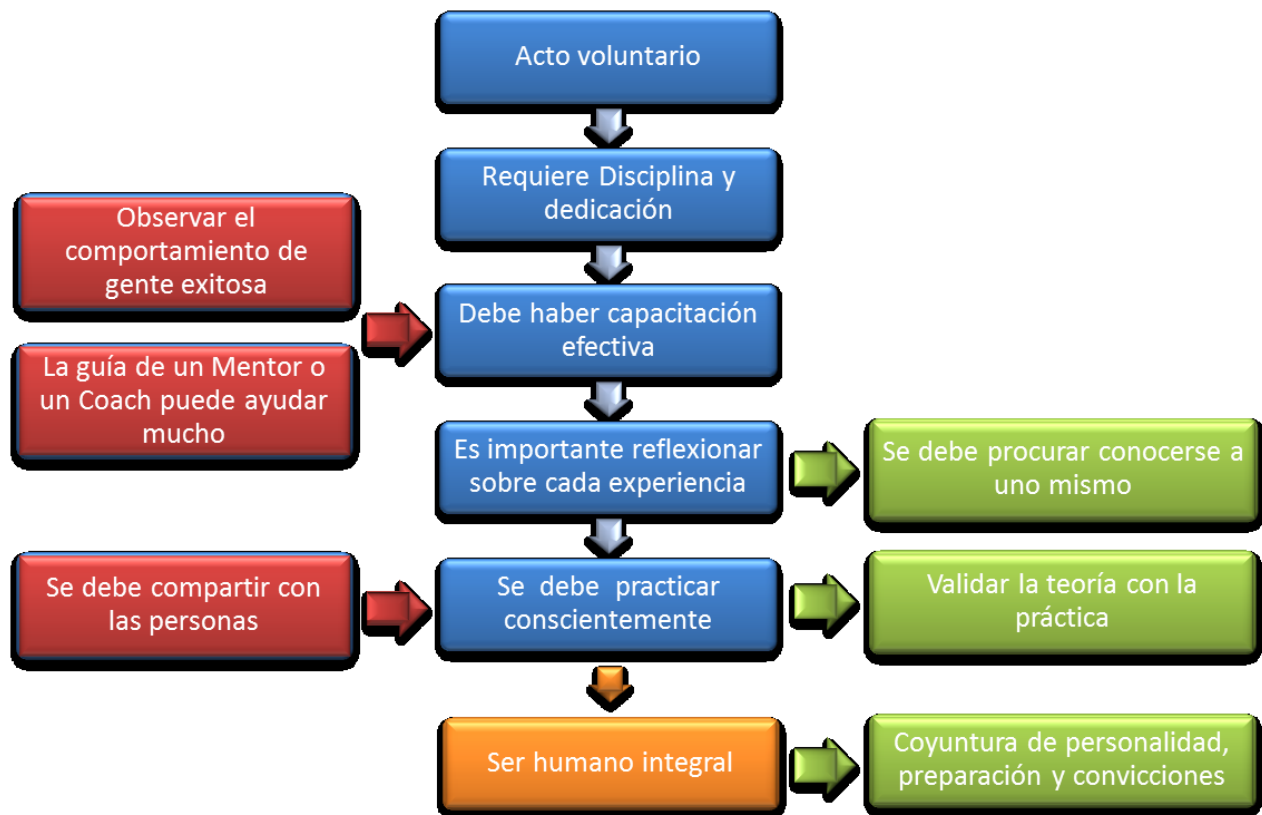 Acto voluntario
Requiere Disciplina y
dedicación
Observar el
comportamiento de
gente exitosa
La guía de un Mentor o
un Coach puede ayudar
mucho
Debe haber capacitación
efectiva
Es importante reflexionar
sobre cada experiencia
Se debe procurar conocerse a
uno mismo
Se debe compartir con
las personas
Se debe practicar
conscientemente
Validar la teoría con la
práctica
Ser humano integral
Coyuntura de personalidad,
preparación y convicciones